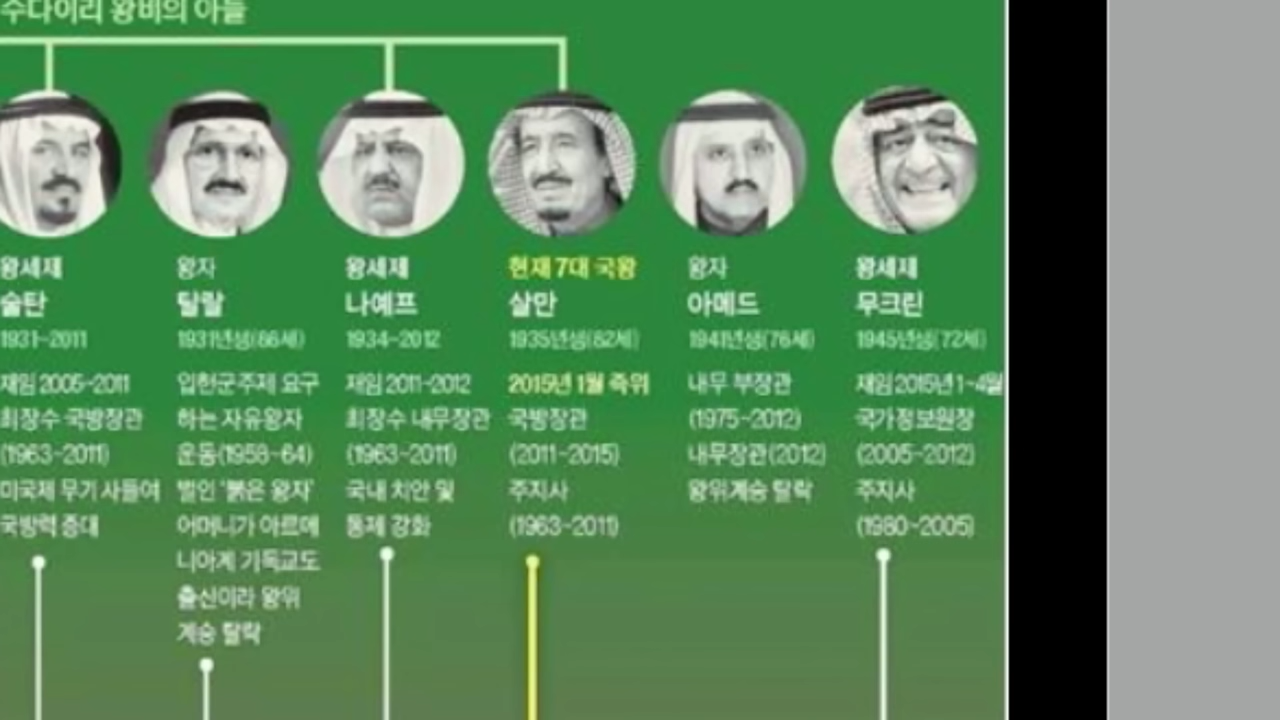 수다이리 왕비의 아들
왕세제
술탄
1931~2011
재임 2005~2011
최장수 국방장관
(1963~2011)
미국제 무기 사들여
국방력 증대
왕자
탈랄
1931년생(86세)
입헌군주제 요구
하는 자유왕자
운동(1958~64)
벌인 '붉은 왕자'
어머니가 아르메
니아계 기독교도
출신이라 왕위
계승 탈락
왕세제
나예프
1934~2012
재임 2011~2012
최장수 내무장관
(1963~2011)
국내 치안 및
통제 강화
현재 7대 국왕
살만
1935년생(82세)
2015년 1월 즉위
국방장관
(2011~2015)
주지사
(1963~2011)
왕자
아메드
1941년생(76세)
내무 부장관
(1975~2012)
내무장관(2012)
왕위계승 탈락
왕세제
무크린
1945년생(72세)
재임 2015년 1~4월
국가정보원장
(2005~2012)
주지사
(1980~2005)